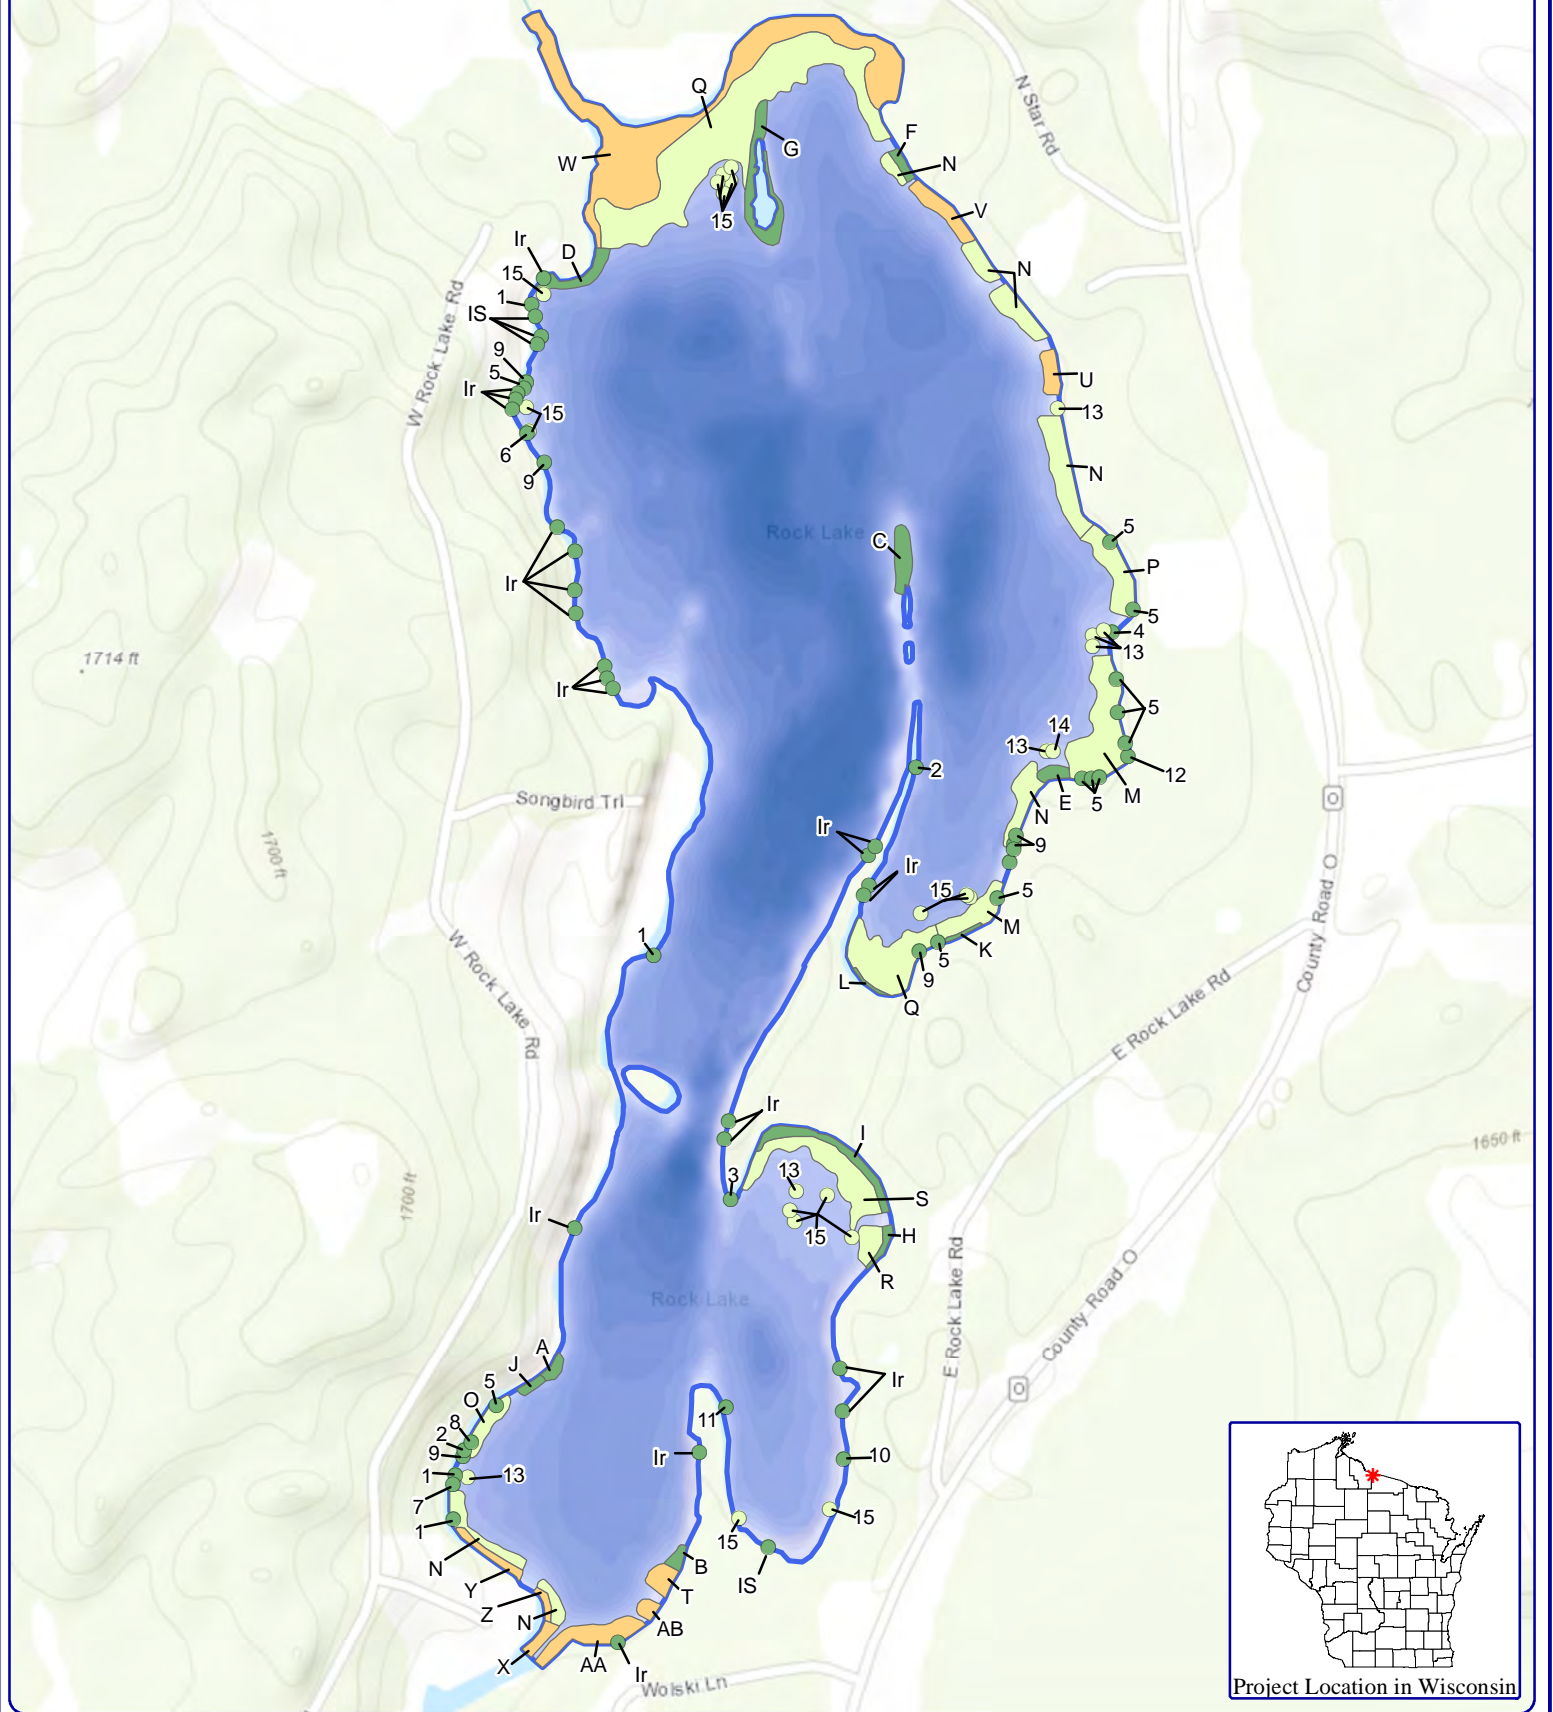 Q
N Star Rd
F
G
N
W
V
15
Ir
D
N
15
1
IS
W Rock Lake Rd
9
5
Ir
U
15
13
6
N
9
5
Rock Lake
C
P
Ir
5
4
13
1714 ft
Ir
5
14
13
2
12
E
M
5
Songbird Trl
N
Ir
1700 ft
9
Ir
15
5
M
W Rock Lake Rd
1
K
5
9
L
Q
County Road O
O
E Rock Lake Rd
Ir
I
1650 ft
13
3
S
1700 ft
Ir
15
H
R
E Rock Lake Rd
County Road O
Rock Lake
A
J
5
Ir
O
O
8
11
2
9
Ir
10
1
13
7
15
1
15
N
B
IS
Y
T
Z
N
AB
X
AA
Ir
Wolski Ln
Project Location in Wisconsin